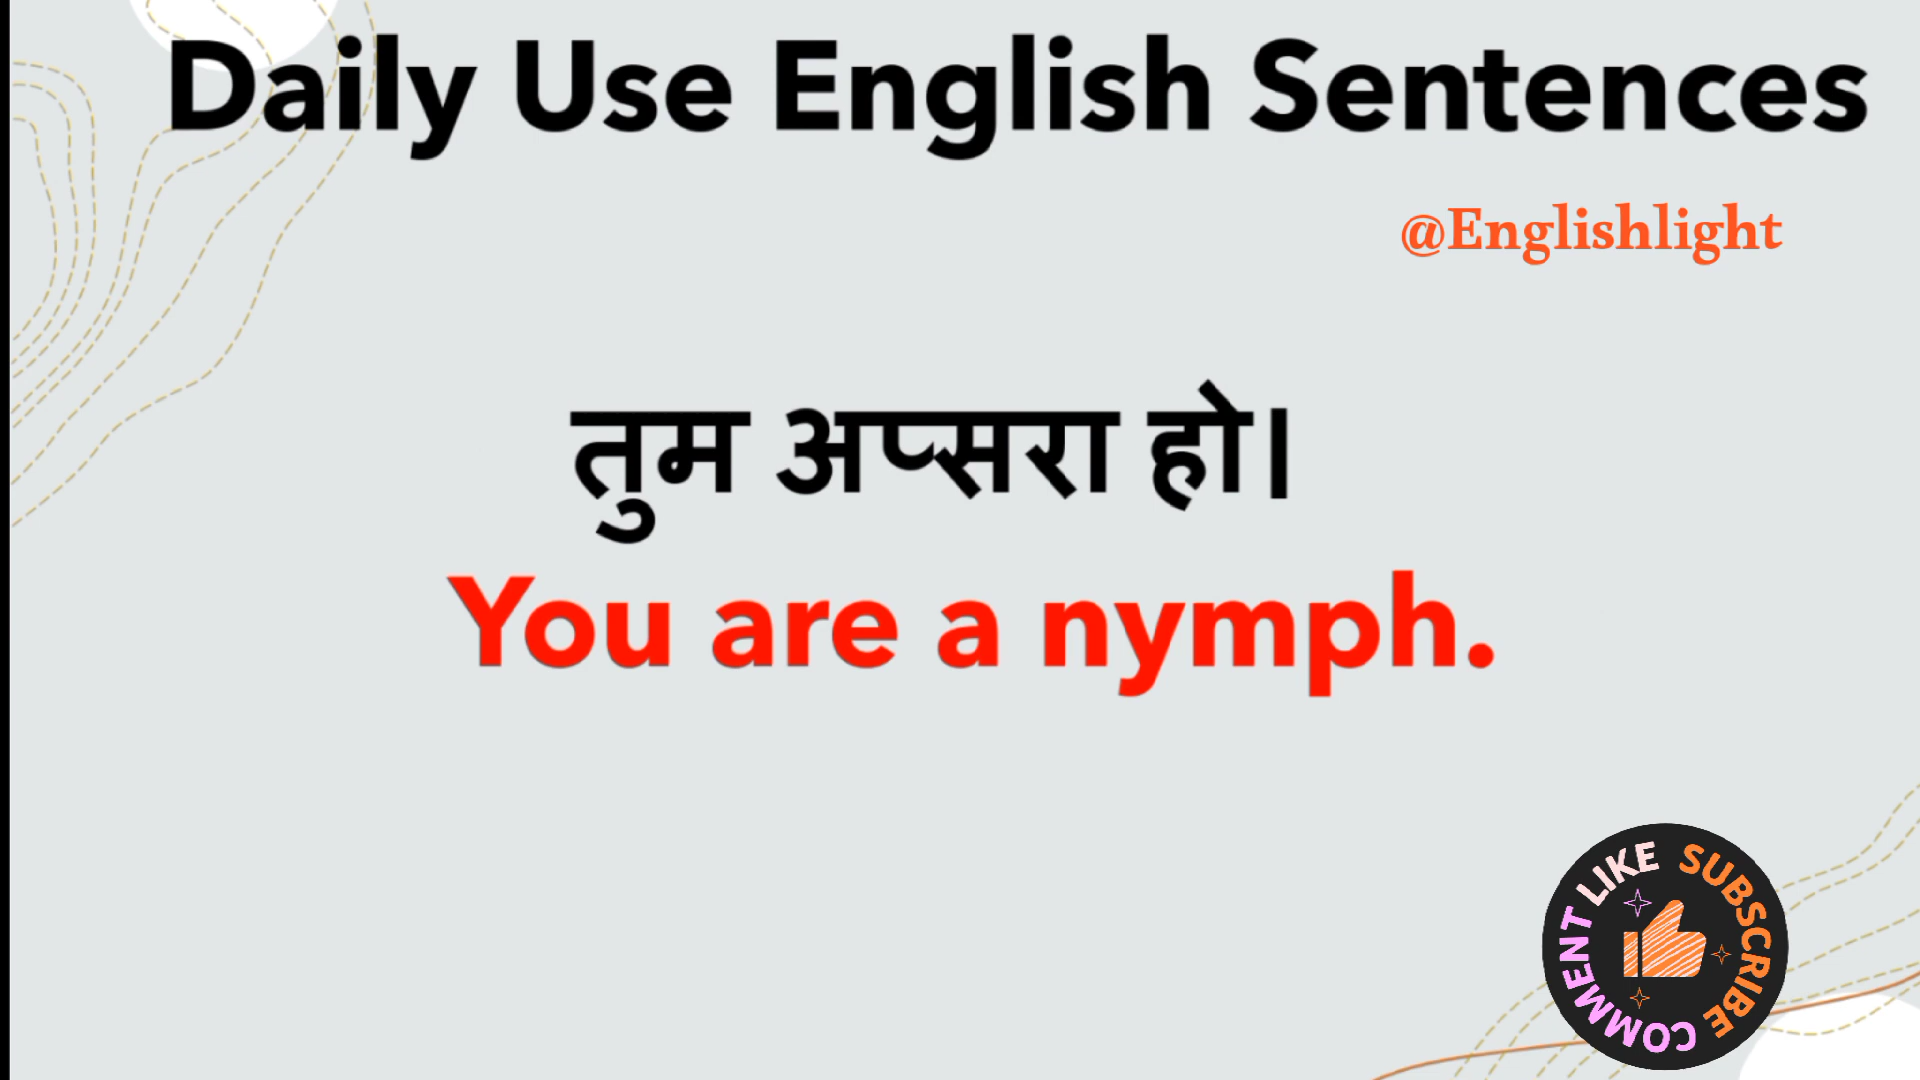 Daily Use English Sentences
@Englishlight
तुम अप्सरा हो।
You are a nymph.
LIKE SUBSCRIBE COMMENT